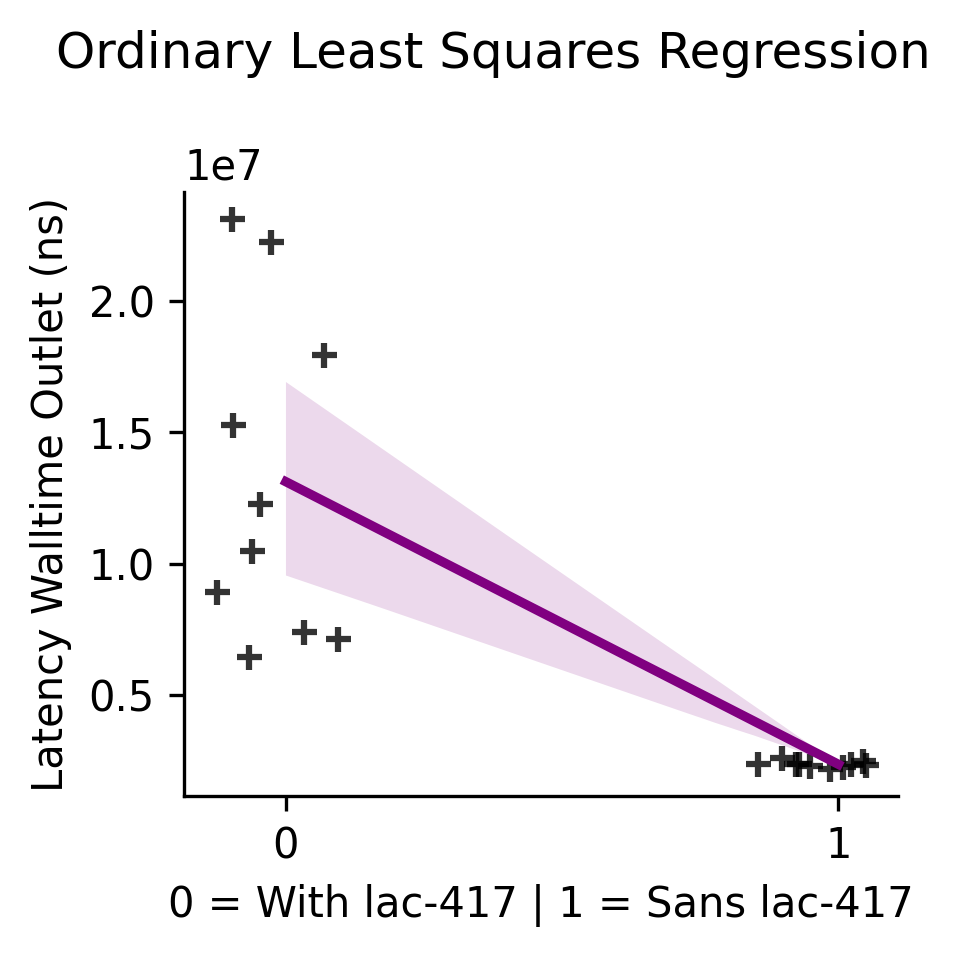 Ordinary Least Squares Regression
1e7
Latency Walltime Outlet (ns)
2.0
1.5
1.0
0.5
0
1
0 = With lac-417 | 1 = Sans lac-417